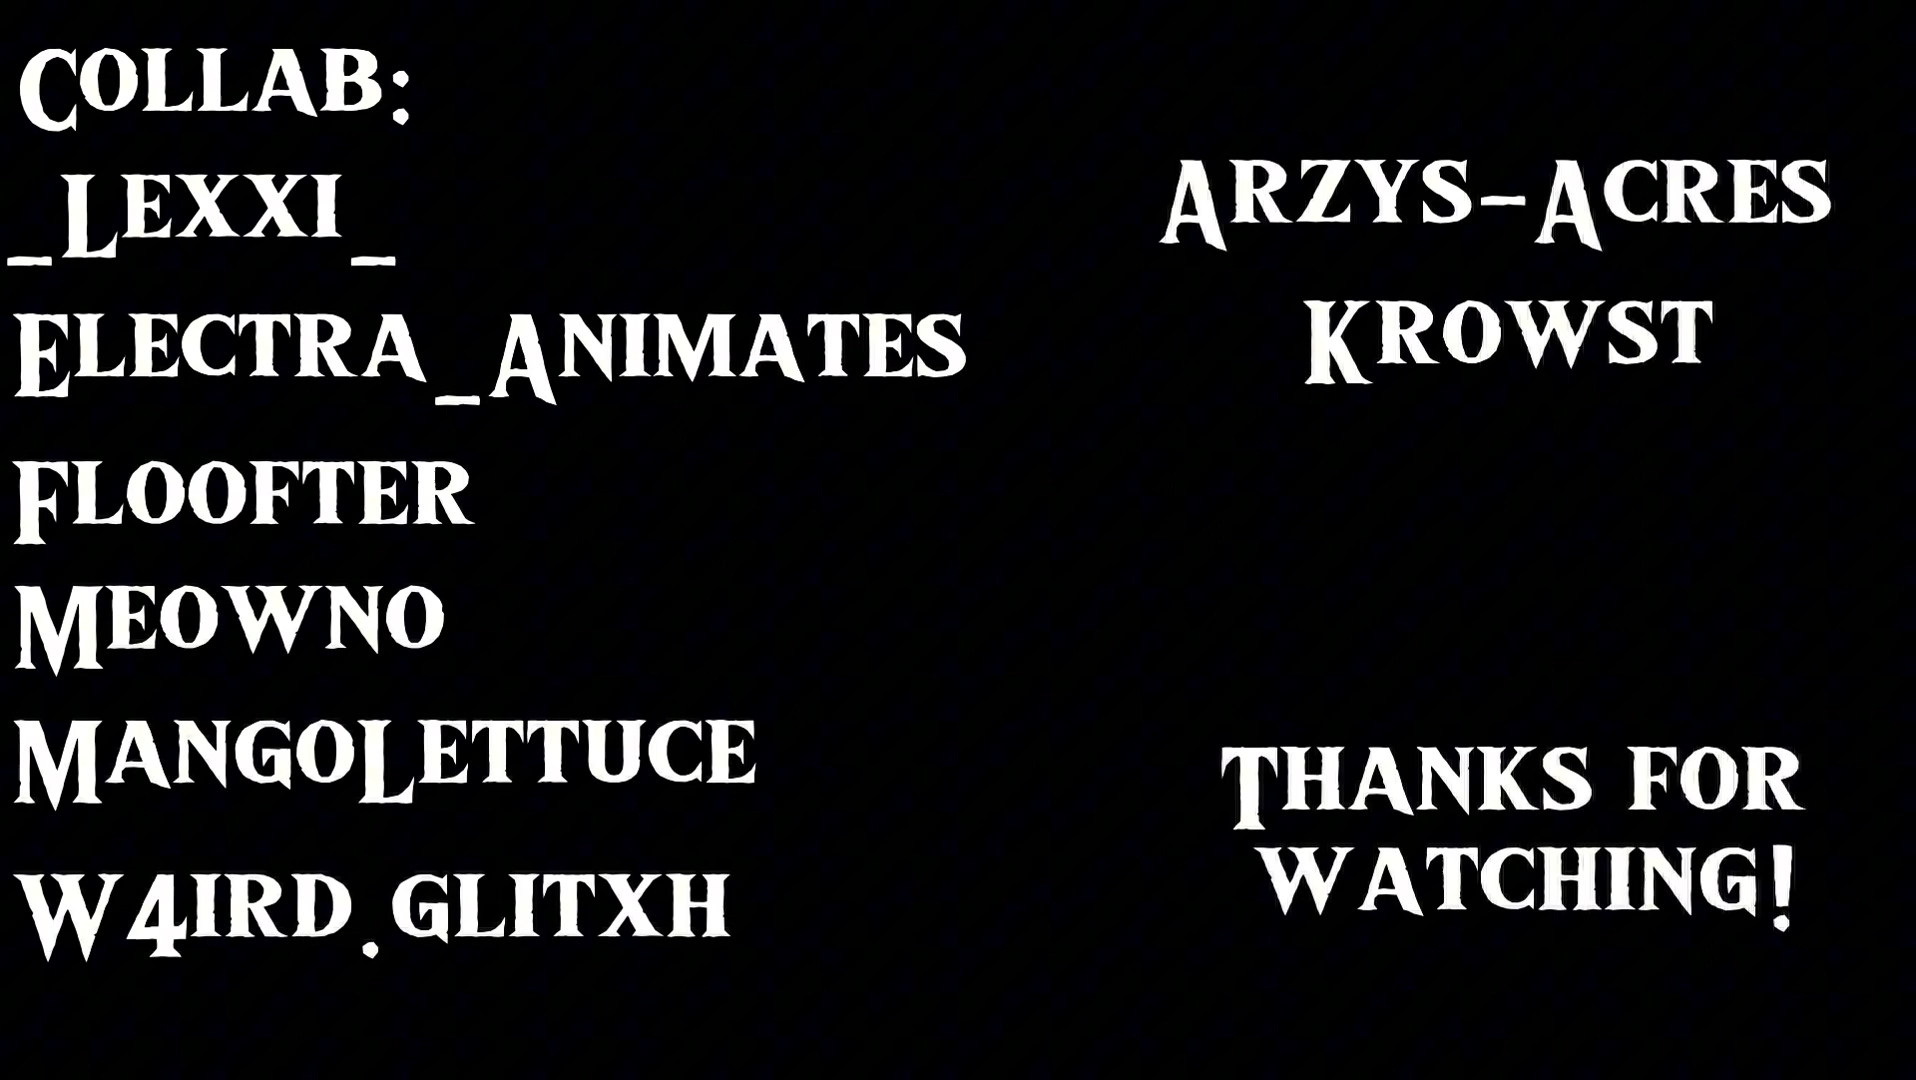 Collab:
_Lexxi_
Electra_Animates
Floofter
Meowno
MangoLettuce
W4ird.glitxh
Arzys-Acres
Krowst
Thanks for
watching!